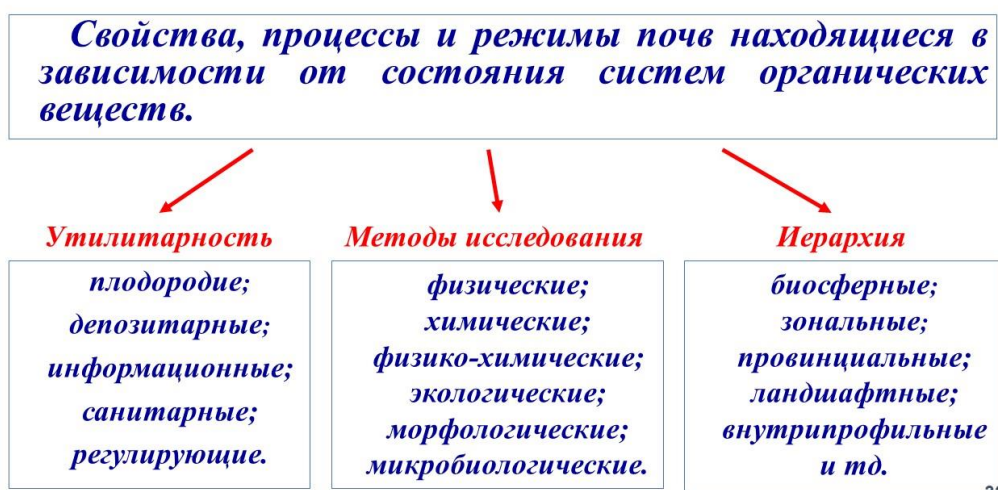 Свойства, процессы и режимы почв находящиеся в
зависимости от состояния систем органических
веществ.
Утилитарность
плодородие;
депозитарные;
информационные;
санитарные;
регулирующие.
Методы исследования
физические;
химические;
физико-химические;
экологические;
морфологические;
микробиологические.
Иерархия
биосферные;
зональные;
провинциальные;
ландшафтные;
внутрипрофильные
и тд.